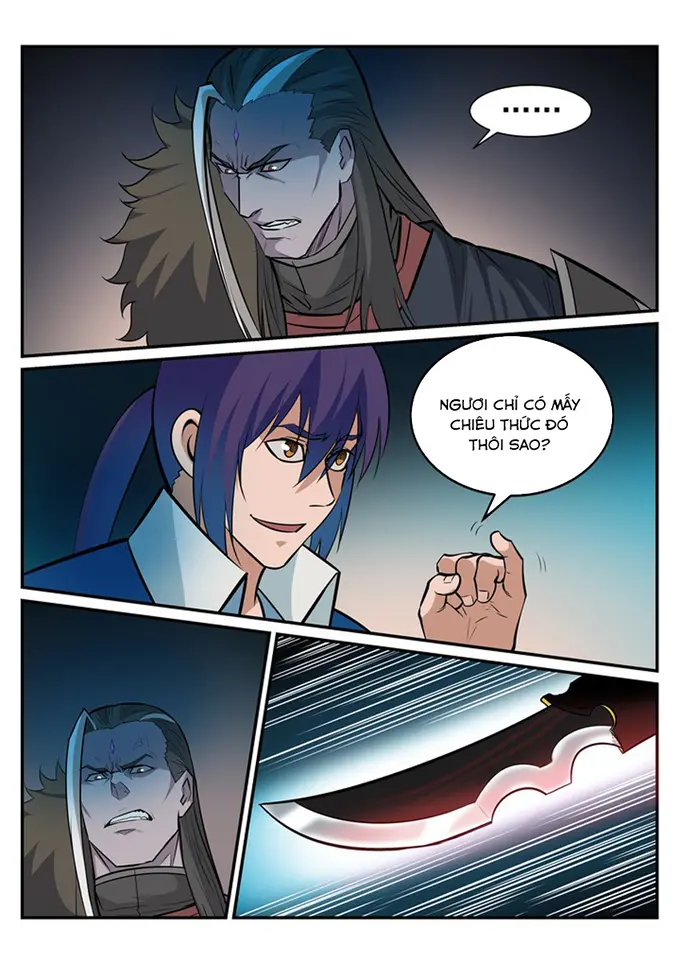 ......
NGƯƠI CHỈ CÓ MẤY
CHIÊU THỨC ĐÓ
THÔI SAO?